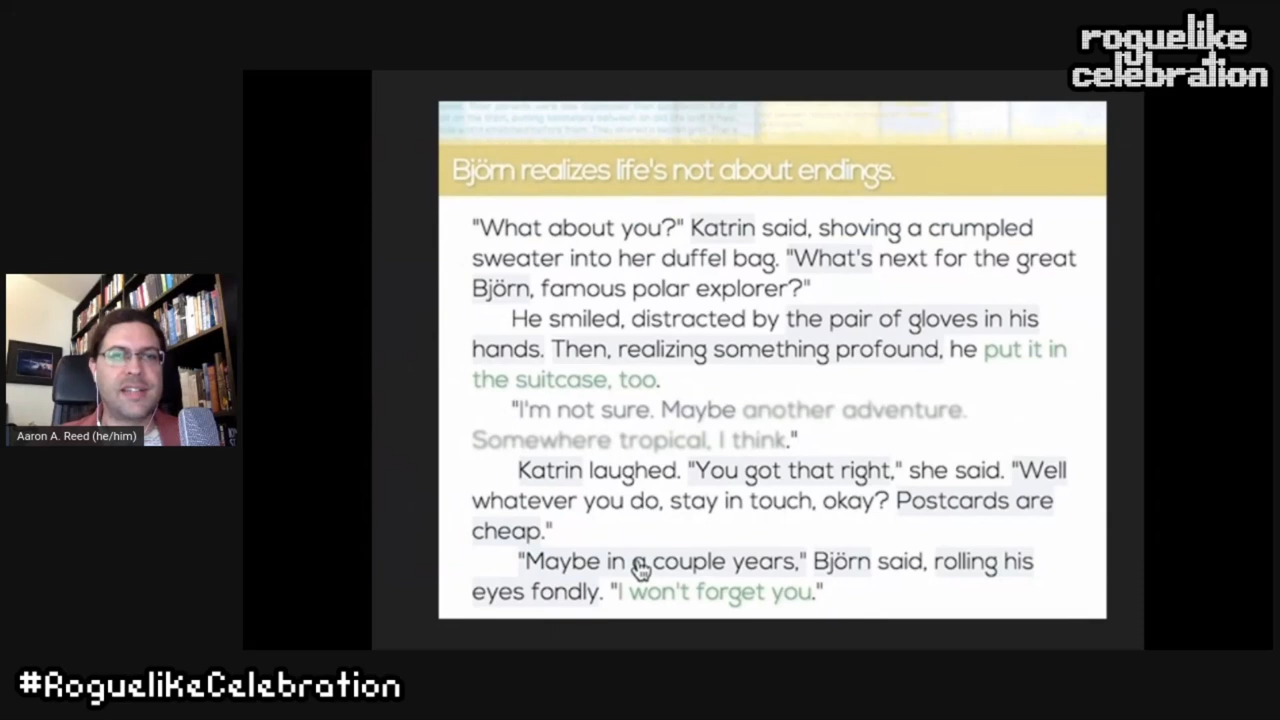 roguelike
celebration
Björn realizes life's not about endings.
"What about you?" Katrin said, shoving a crumpled
sweater into her duffel bag. "What's next for the great
Björn, famous polar explorer?"
He smiled, distracted by the pair of gloves in his
hands. Then, realizing something profound, he put it in
the suitcase, too.
"I'm not sure. Maybe another adventure.
Somewhere tropical, I think."
Katrin laughed. "You got that right," she said. "Well
whatever you do, stay in touch, okay? Postcards are
cheap."
"Maybe in a couple years," Björn said, rolling his
eyes fondly. "I won't forget you."
Aaron A. Reed (he/him)
#RoguelikeCelebration